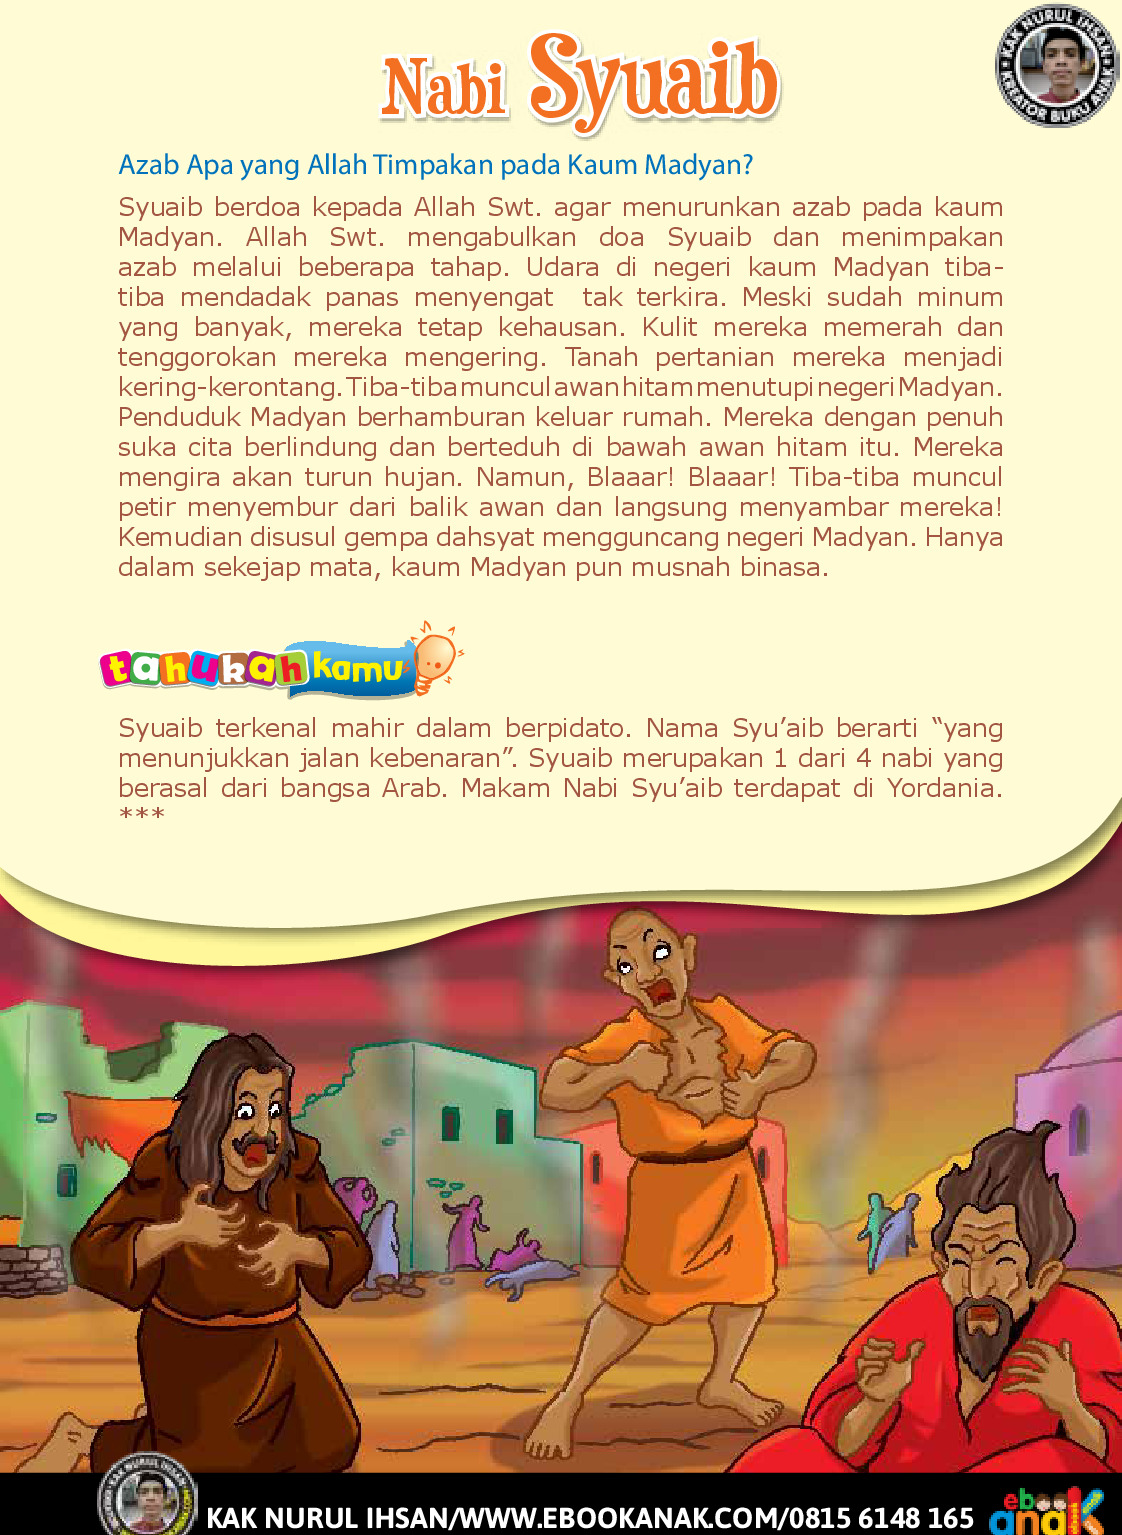 KAK NURUL IHSAN
KREATOR BUKU ANAK
Nabi Syuaib
Azab Apa yang Allah Timpakan pada Kaum Madyan?
Syuaib berdoa kepada Allah Swt. agar menurunkan azab pada kaum
Madyan. Allah Swt. mengabulkan doa Syuaib dan menimpakan
azab melalui beberapa tahap. Udara di negeri kaum Madyan tiba-
tiba mendadak panas menyengat tak terkira. Meski sudah minum
yang banyak, mereka tetap kehausan. Kulit mereka memerah dan
tenggorokan mereka mengering. Tanah pertanian mereka menjadi
kering-kerontang. Tiba-tiba muncul awan hitam menutupi negeri Madyan.
Penduduk Madyan berhamburan keluar rumah. Mereka dengan penuh
suka cita berlindung dan berteduh di bawah awan hitam itu. Mereka
mengira akan turun hujan. Namun, Blaaar! Blaaar! Tiba-tiba muncul
petir menyembur dari balik awan dan langsung menyambar mereka!
Kemudian disusul gempa dahsyat mengguncang negeri Madyan. Hanya
dalam sekejap mata, kaum Madyan pun musnah binasa.
tahukah kamu
Syuaib terkenal mahir dalam berpidato. Nama Syu’aib berarti “yang
menunjukkan jalan kebenaran”. Syuaib merupakan 1 dari 4 nabi yang
berasal dari bangsa Arab. Makam Nabi Syu’aib terdapat di Yordania.
***
KAK NURUL IHSAN
KAK NURUL IHSAN/WWW.EBOOKANAK.COM/0815 6148 165
ebook
anak